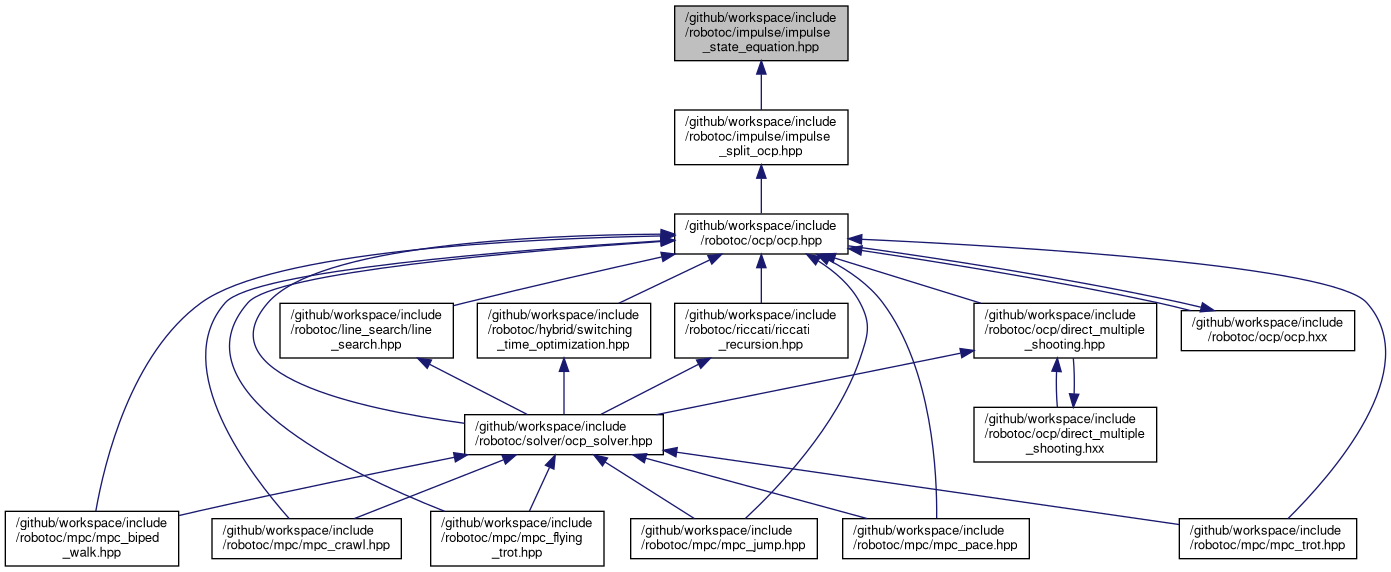 /github/workspace/include
/robotoc/impulse/impulse
_state_equation.hpp
/github/workspace/include
/robotoc/impulse/impulse
_split_ocp.hpp
/github/workspace/include
/robotoc/ocp/ocp.hpp
/github/workspace/include
/robotoc/line_search/line
_search.hpp
/github/workspace/include
/robotoc/hybrid/switching
_time_optimization.hpp
/github/workspace/include
/robotoc/riccati/riccati
_recursion.hpp
/github/workspace/include
/robotoc/ocp/direct_multiple
_shooting.hpp
/github/workspace/include
/robotoc/ocp/ocp.hxx
/github/workspace/include
/robotoc/solver/ocp_solver.hpp
/github/workspace/include
/robotoc/ocp/direct_multiple
_shooting.hxx
/github/workspace/include
/robotoc/mpc/mpc_biped
_walk.hpp
/github/workspace/include
/robotoc/mpc/mpc_crawl.hpp
/github/workspace/include
/robotoc/mpc/mpc_flying
_trot.hpp
/github/workspace/include
/robotoc/mpc/mpc_jump.hpp
/github/workspace/include
/robotoc/mpc/mpc_pace.hpp
/github/workspace/include
/robotoc/mpc/mpc_trot.hpp